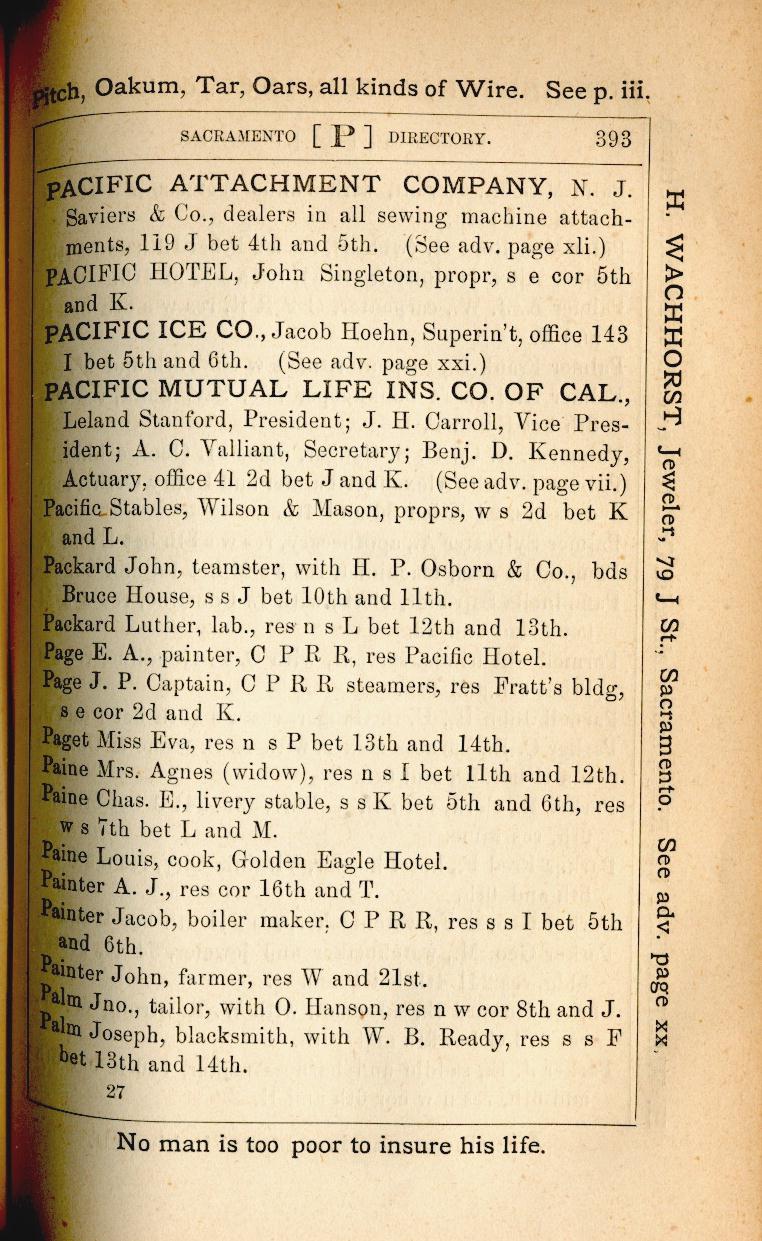 Pitch, Oakum, Tar, Oars, all kinds of Wire. See p. iii.
SACRAMENTO [ P ] DIRECTORY. 393
PACIFIC ATTACHMENT COMPANY, N. J.
Saviers & Co., dealers in all sewing machine attach-
ments, 119 J bet 4th and 5th. (See adv. page xli.)
PACIFIC HOTEL, John Singleton, propr, s e cor 5th
and K.
PACIFIC ICE CO., Jacob Hoehn, Superin't, office 143
I bet 5th and 6th. (See adv. page xxi.)
PACIFIC MUTUAL LIFE INS. CO. OF CAL.,
Leland Stanford, President; J. H. Carroll, Vice Pres-
ident; A. C. Valliant, Secretary; Benj. D. Kennedy,
Actuary, office 41 2d bet J and K. (See adv. page vii.)
Pacific Stables, Wilson & Mason, proprs, w s 2d bet K
and L.
Packard John, teamster, with H. P. Osborn & Co., bds
Bruce House, s s J bet 10th and 11th.
Packard Luther, lab., res n s L bet 12th and 13th.
Page E. A., painter, C P R R, res Pacific Hotel.
Page J. P. Captain, C P R R steamers, res Fratt's bldg,
s e cor 2d and K.
Paget Miss Eva, res n s P bet 13th and 14th.
Paine Mrs. Agnes (widow), res n s I bet 11th and 12th.
Paine Chas. E., livery stable, s s K bet 5th and 6th, res
w s 7th bet L and M.
Paine Louis, cook, Golden Eagle Hotel.
Painter A. J., res cor 16th and T.
Painter Jacob, boiler maker, C P R R, res s s I bet 5th
and 6th.
Painter John, farmer, res W and 21st.
Palm Jno., tailor, with O. Hanson, res n w cor 8th and J.
Palm Joseph, blacksmith, with W. B. Ready, res s s F
bet 13th and 14th.
27
No man is too poor to insure his life.
H. WACHHORST, Jeweler, 79 J St., Sacramento. See adv. page xx.